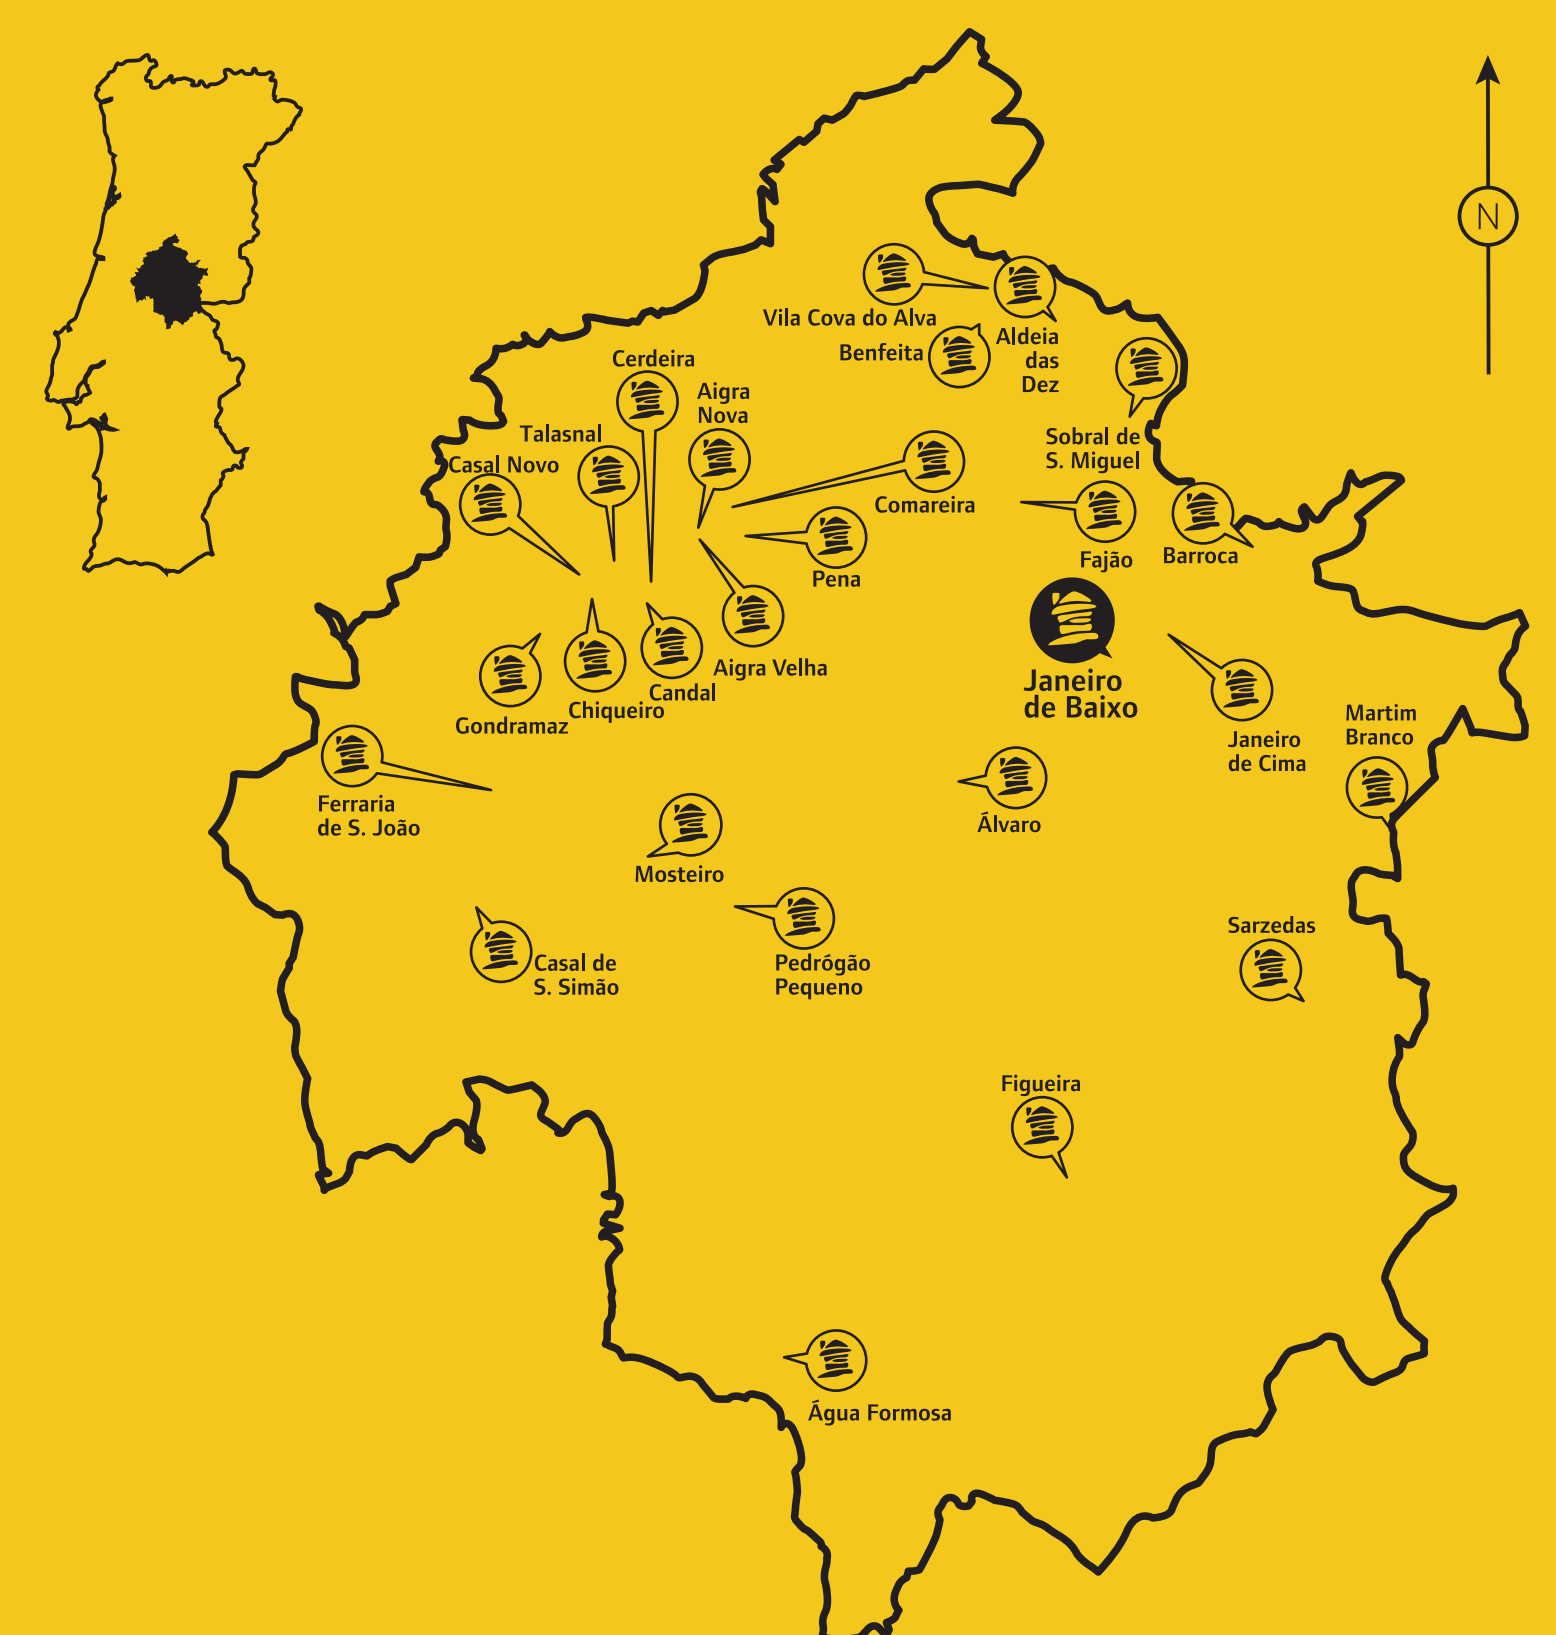 N
Vila Cova do Alva
Benfeita
Aldeia
das
Dez
Cerdeira
Aigra
Nova
Talasnal
Casal Novo
Sobral de
S. Miguel
Comareira
Fajão
Barroca
Pena
Aigra Velha
Candal
Chiqueiro
Gondramaz
Janeiro
de Baixo
Janeiro
de Cima
Martim
Branco
Ferraria
de S. João
Álvaro
Mosteiro
Sarzedas
Casal de
S. Simão
Pedrógão
Pequeno
Figueira
Água Formosa